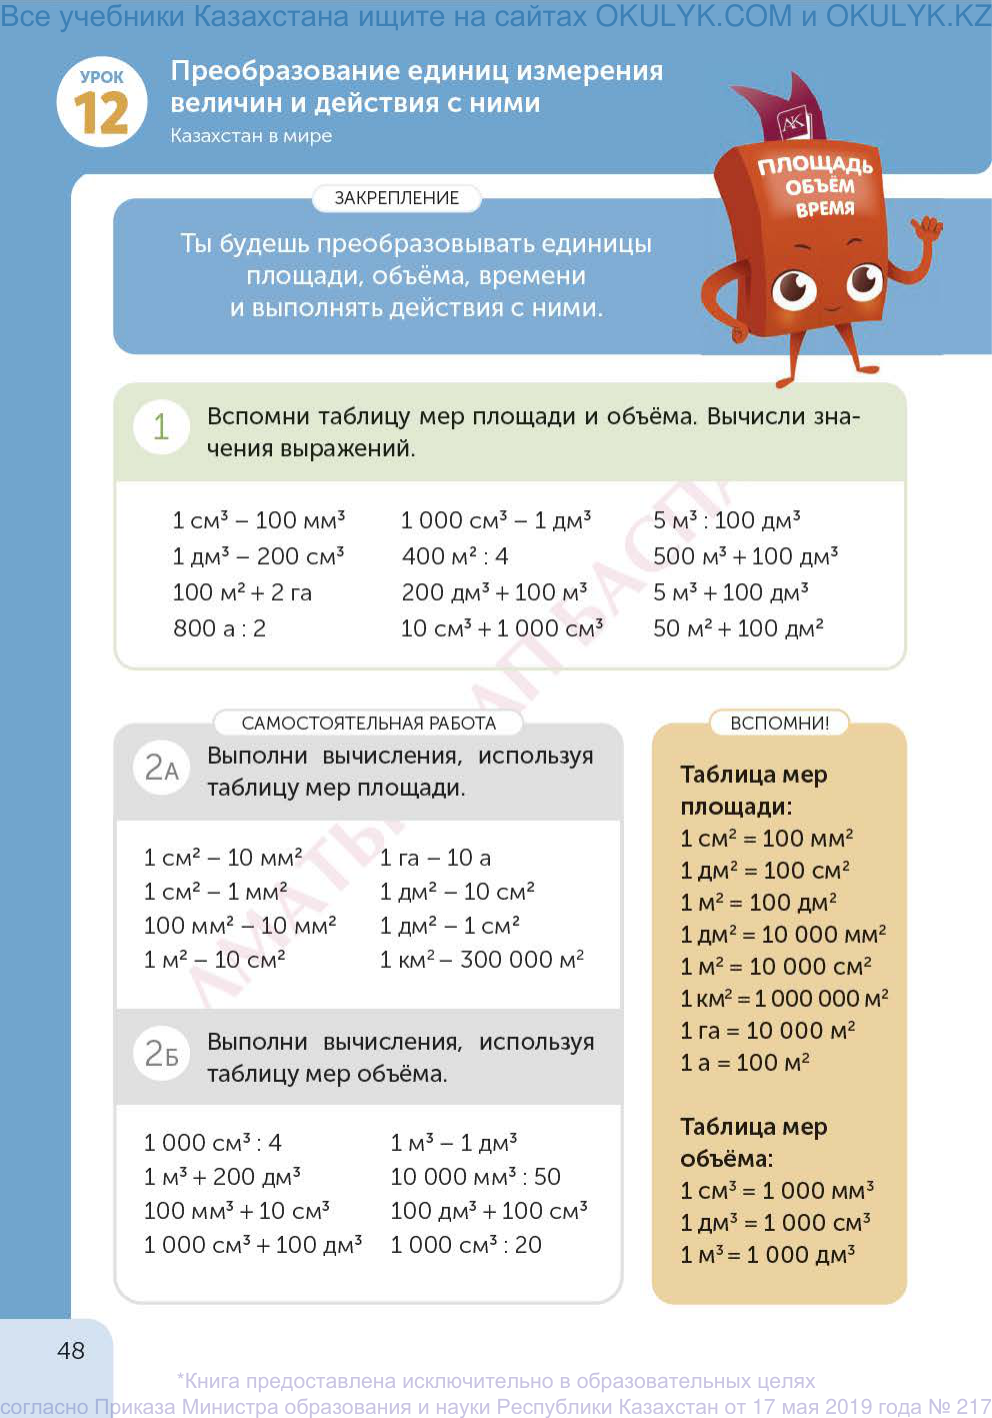 Все учебники Казахстана ищите на сайтах OKULYK.COM и OKULYK.KZ
УРОК
12
Преобразование единиц измерения
величин и действия с ними
Казахстан в мире
АК
ПЛОЩАДЬ
ОБЪЁМ
ВРЕМЯ
ЗАКРЕПЛЕНИЕ
Ты будешь преобразовывать единицы
площади, объёма, времени
и выполнять действия с ними.
1
Вспомни таблицу мер площади и объёма. Вычисли зна-
чения выражений.
1 см³ – 100 мм³
1 дм³ – 200 см³
100 м² + 2 га
800 а : 2
1 000 см³ – 1 дм³
400 м² : 4
200 дм³ + 100 м³
10 см³ + 1 000 см³
5 м³ : 100 дм³
500 м³ + 100 дм³
5 м³ + 100 дм³
50 м² + 100 дм²
САМОСТОЯТЕЛЬНАЯ РАБОТА
2А
Выполни вычисления, используя
таблицу мер площади.
1 см² – 10 мм²
1 см² – 1 мм²
100 мм² – 10 мм²
1 м² – 10 см²
1 га – 10 а
1 дм² – 10 см²
1 дм² – 1 см²
1 км² – 300 000 м²
2Б
Выполни вычисления, используя
таблицу мер объёма.
1 000 см³ : 4
1 м³ + 200 дм³
100 мм³ + 10 см³
1 000 см³ + 100 дм³
1 м³ – 1 дм³
10 000 мм³ : 50
100 дм³ + 100 см³
1 000 см³ : 20
ВСПОМНИ!
Таблица мер
площади:
1 см² = 100 мм²
1 дм² = 100 см²
1 м² = 100 дм²
1 дм² = 10 000 мм²
1 м² = 10 000 см²
1 км² = 1 000 000 м²
1 га = 10 000 м²
1 а = 100 м²
Таблица мер
объёма:
1 см³ = 1 000 мм³
1 дм³ = 1 000 см³
1 м³ = 1 000 дм³
48
*Книга предоставлена исключительно в образовательных целях
согласно Приказа Министра образования и науки Республики Казахстан от 17 мая 2019 года № 217